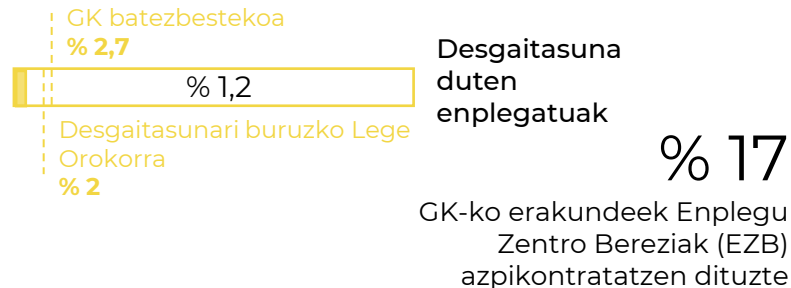 GK batezbestekoa
% 2,7
% 1,2
Desgaitasunari buruzko Lege
Orokorra
% 2
Desgaitasuna
duten
enplegatuak
% 17
GK-ko erakundeek Enplegu
Zentro Bereziak (EZB)
azpikontratatzen dituzte